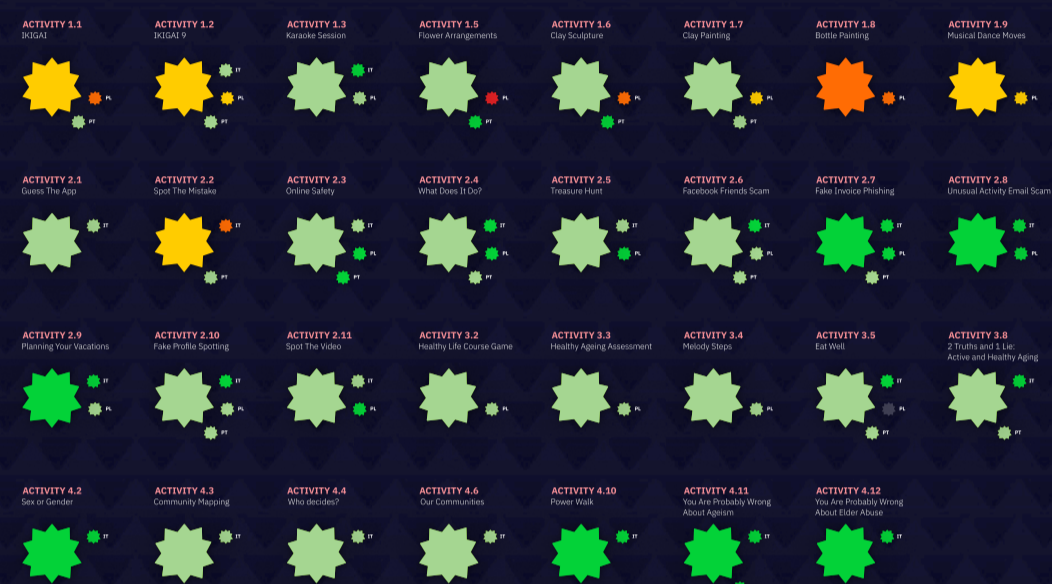 ACTIVITY 1.1
IKIGAI
PL
PT
ACTIVITY 1.2
IKIGAI 9
IT
PL
PT
ACTIVITY 1.3
Karaoke Session
IT
PL
ACTIVITY 1.5
Flower Arrangements
PL
PT
ACTIVITY 1.6
Clay Sculpture
PL
PT
ACTIVITY 1.7
Clay Painting
PL
PT
ACTIVITY 1.8
Bottle Painting
PL
ACTIVITY 1.9
Musical Dance Moves
PL
ACTIVITY 2.1
Guess The App
IT
ACTIVITY 2.2
Spot The Mistake
IT
PT
ACTIVITY 2.3
Online Safety
IT
PL
PT
ACTIVITY 2.4
What Does It Do?
IT
PL
PT
ACTIVITY 2.5
Treasure Hunt
IT
PL
ACTIVITY 2.6
Facebook Friends Scam
IT
PL
PT
ACTIVITY 2.7
Fake Invoice Phishing
IT
PL
PT
ACTIVITY 2.8
Unusual Activity Email Scam
IT
PL
ACTIVITY 2.9
Planning Your Vacations
IT
PL
ACTIVITY 2.10
Fake Profile Spotting
IT
PL
PT
ACTIVITY 2.11
Spot The Video
IT
PL
ACTIVITY 3.2
Healthy Life Course Game
PL
ACTIVITY 3.3
Healthy Ageing Assessment
PL
ACTIVITY 3.4
Melody Steps
PL
ACTIVITY 3.5
Eat Well
IT
PL
PT
ACTIVITY 3.8
2 Truths and 1 Lie:
Active and Healthy Aging
IT
PT
ACTIVITY 4.2
Sex or Gender
IT
ACTIVITY 4.3
Community Mapping
IT
ACTIVITY 4.4
Who decides?
IT
ACTIVITY 4.6
Our Communities
IT
ACTIVITY 4.10
Power Walk
IT
ACTIVITY 4.11
You Are Probably Wrong
About Ageism
IT
ACTIVITY 4.12
You Are Probably Wrong
About Elder Abuse
IT